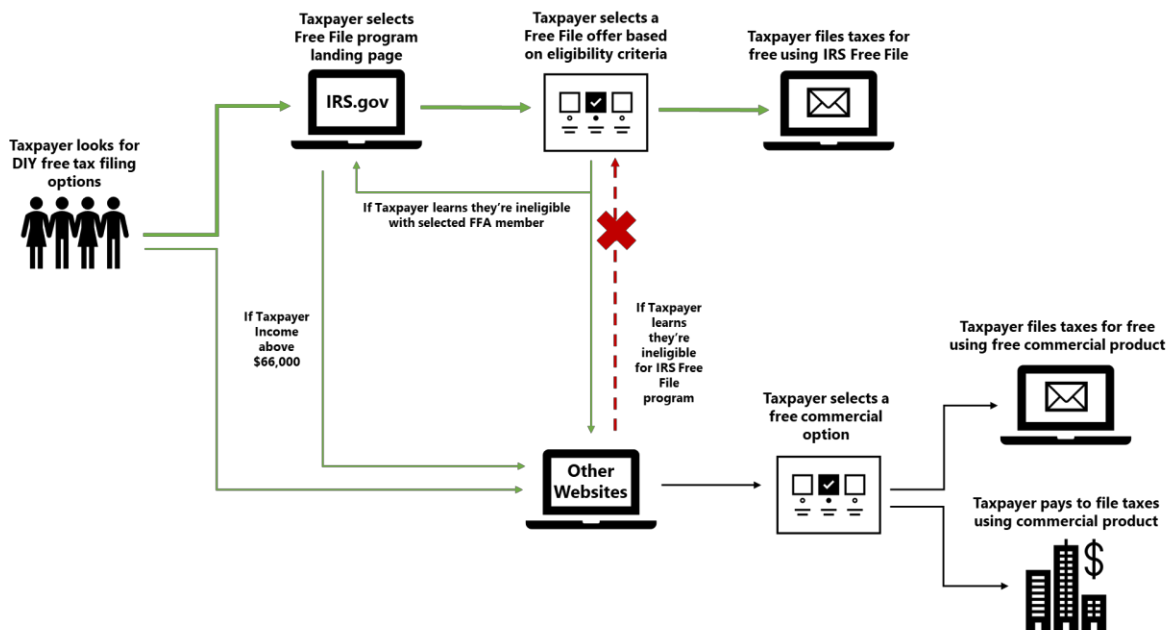 Taxpayer selects
Free File program
landing page
IRS.gov
Taxpayer selects a
Free File offer based
on eligibility criteria
Taxpayer files taxes for
free using IRS Free File
Taxpayer looks for
DIY free tax filing
options
If Taxpayer learns they're ineligible
with selected FFA member
If Taxpayer
Income
above
$66,000
If Taxpayer
learns
they're
ineligible
for IRS Free
File
program
Other
Websites
Taxpayer selects a
free commercial
option
Taxpayer files taxes for free
using free commercial product
Taxpayer pays to file taxes
using commercial product
$